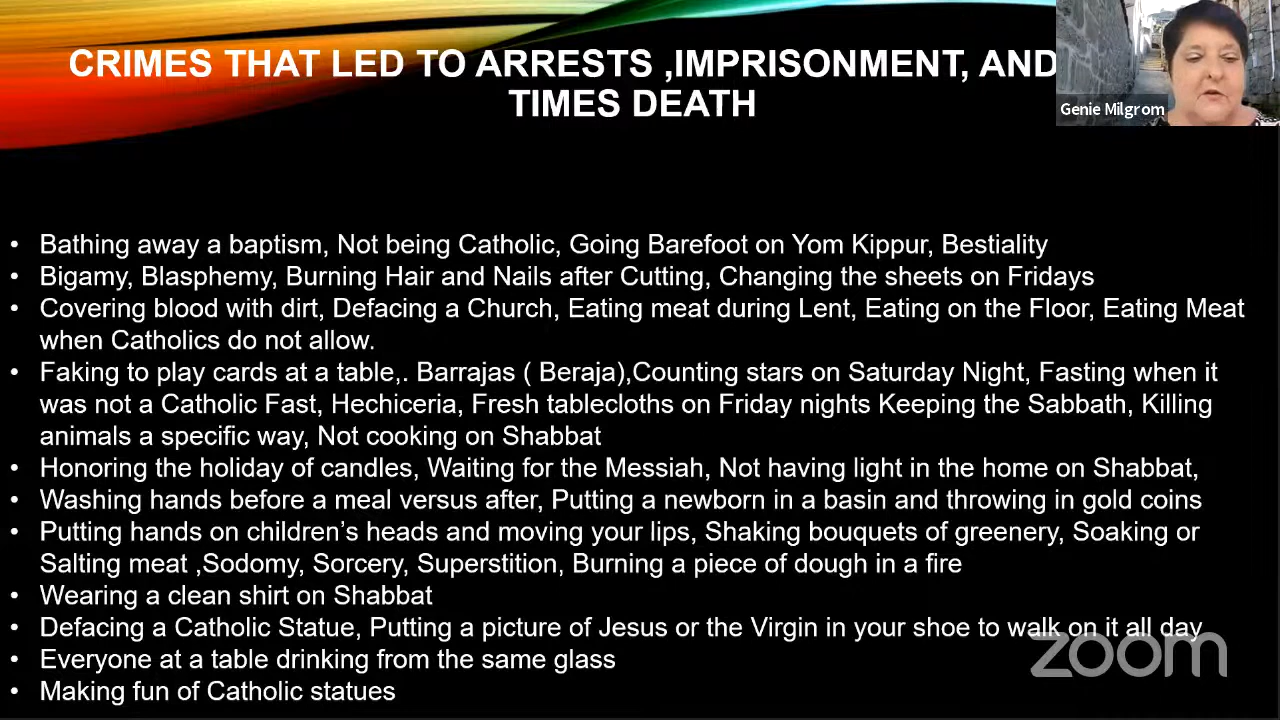 CRIMES THAT LED TO ARRESTS ,IMPRISONMENT, AND
TIMES DEATH
Genie Milgrom
• Bathing away a baptism, Not being Catholic, Going Barefoot on Yom Kippur, Bestiality
• Bigamy, Blasphemy, Burning Hair and Nails after Cutting, Changing the sheets on Fridays
• Covering blood with dirt, Defacing a Church, Eating meat during Lent, Eating on the Floor, Eating Meat
when Catholics do not allow.
• Faking to play cards at a table,. Barrajas ( Beraja),Counting stars on Saturday Night, Fasting when it
was not a Catholic Fast, Hechiceria, Fresh tablecloths on Friday nights Keeping the Sabbath, Killing
animals a specific way, Not cooking on Shabbat
• Honoring the holiday of candles, Waiting for the Messiah, Not having light in the home on Shabbat,
• Washing hands before a meal versus after, Putting a newborn in a basin and throwing in gold coins
• Putting hands on children’s heads and moving your lips, Shaking bouquets of greenery, Soaking or
Salting meat ,Sodomy, Sorcery, Superstition, Burning a piece of dough in a fire
• Wearing a clean shirt on Shabbat
• Defacing a Catholic Statue, Putting a picture of Jesus or the Virgin in your shoe to walk on it all day
• Everyone at a table drinking from the same glass
• Making fun of Catholic statues
zoom